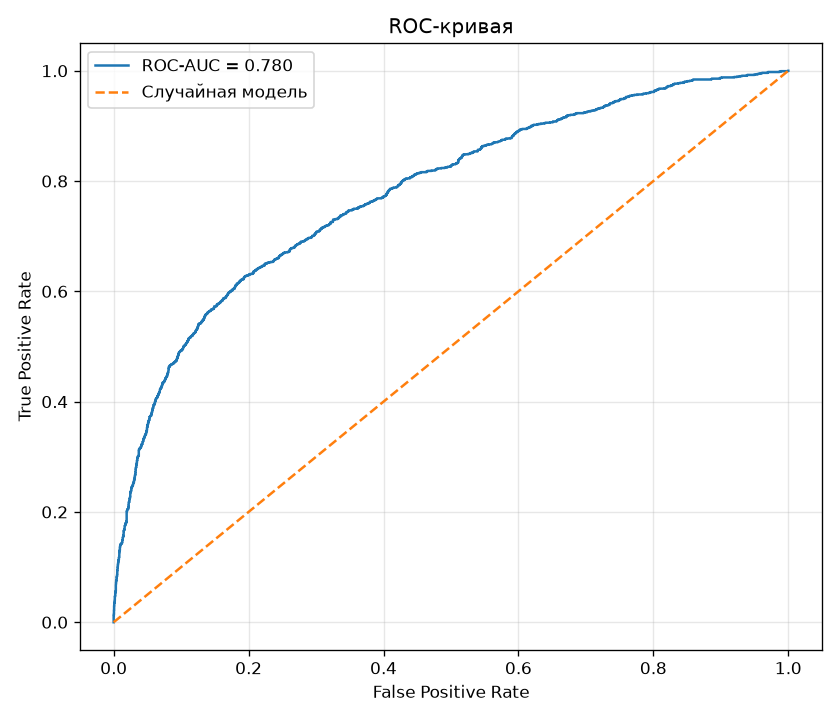 ROC-кривая
ROC-AUC = 0.780
Случайная модель
1.0
0.8
0.6
0.4
0.2
0.0
True Positive Rate
0.0 0.2 0.4 0.6 0.8 1.0
False Positive Rate